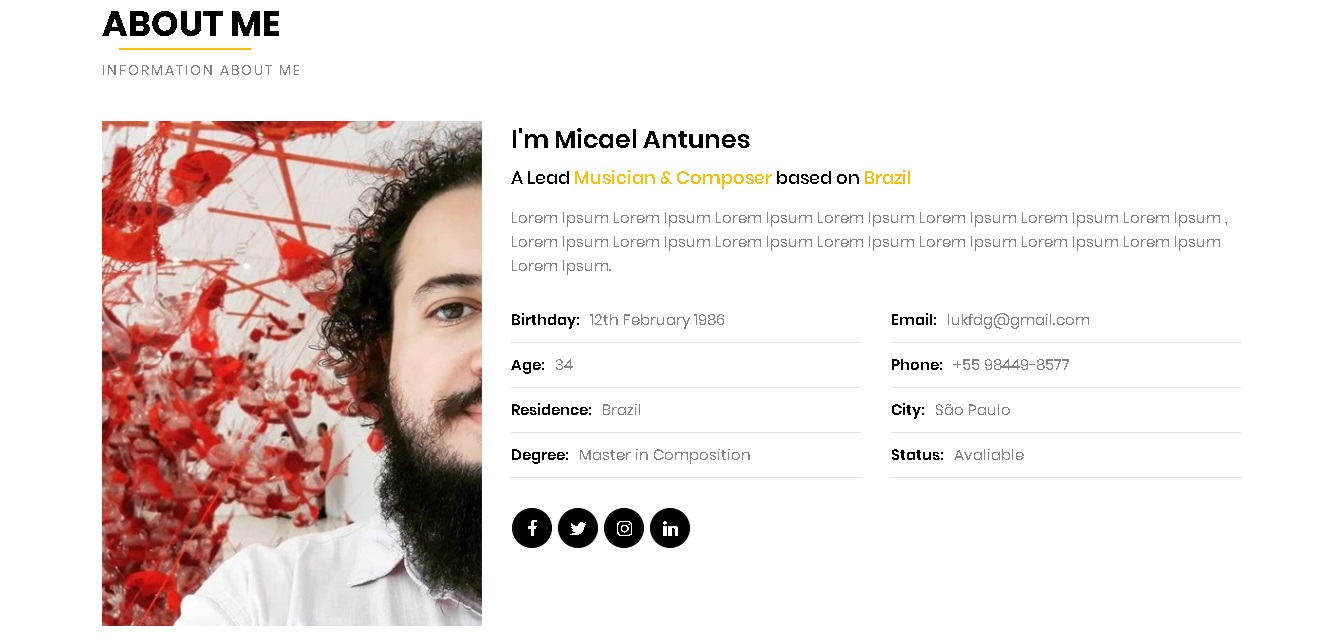 ABOUT ME
INFORMATION ABOUT ME
I'm Micael Antunes
A Lead Musician & Composer based on Brazil
Lorem Ipsum Lorem Ipsum Lorem Ipsum Lorem Ipsum Lorem Ipsum Lorem Ipsum Lorem Ipsum ,
Lorem Ipsum Lorem Ipsum Lorem Ipsum Lorem Ipsum Lorem Ipsum Lorem Ipsum Lorem Ipsum
Lorem Ipsum.
Birthday: 12th February 1986
Email: lukfdg@gmail.com
Age: 34
Phone: +55 98449-8577
Residence: Brazil
City: São Paulo
Degree: Master in Composition
Status: Avaliable